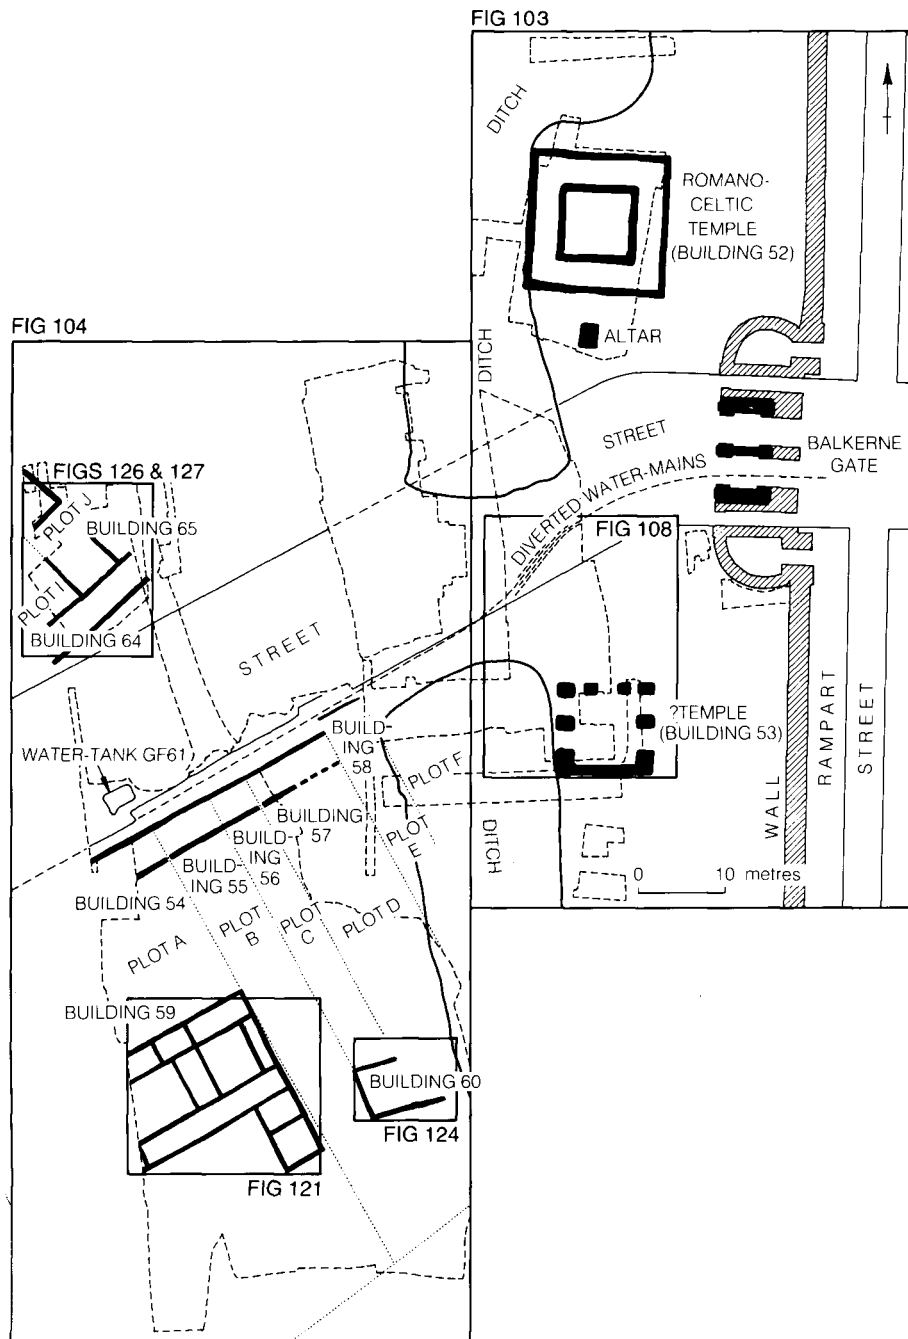 FIG 103
DITCH
ROMANO-
CELTIC
TEMPLE
(BUILDING 52)
ALTAR
FIG 104
DITCH
STREET
DIVERTED WATER-MAINS
BALKERNE
GATE
FIGS 126 & 127
PLOT J
BUILDING 65
PLOT I
BUILDING 64
FIG 108
STREET
?TEMPLE
(BUILDING 53)
WATER-TANK GF61
BUILD-
ING
58
PLOT F
BUILDING
57
PLOT
E
BUILD-
ING
56
BUILD-
ING 55
BUILDING 54
DITCH
WALL
RAMPART
STREET
0 10 metres
PLOT A
PLOT
B
PLOT
C
PLOT D
BUILDING 59
BUILDING 60
FIG 124
FIG 121